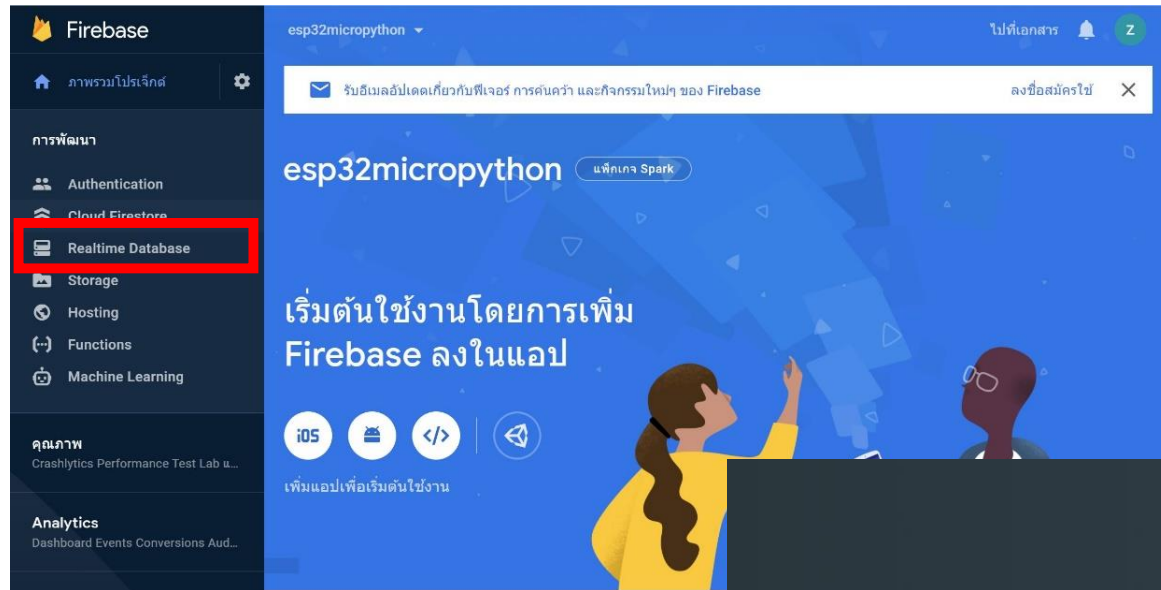 Firebase
esp32micropython
ไปที่เอกสาร
Z
ภาพรวมโปรเจ็กต์
รับอีเมลอัปเดตเกี่ยวกับฟีเจอร์ การค้นคว้า และกิจกรรมใหม่ๆ ของ Firebase
ลงชื่อสมัครใช้
การพัฒนา
Authentication
Cloud Firestore
Realtime Database
Storage
Hosting
Functions
Machine Learning
คุณภาพ
Crashlytics Performance Test Lab แ...
Analytics
Dashboard Events Conversions Aud...
esp32micropython
แพ็กเกจ Spark
เริ่มต้นใช้งานโดยการเพิ่ม
Firebase ลงในแอป
iOS
เพิ่มแอปเพื่อเริ่มต้นใช้งาน